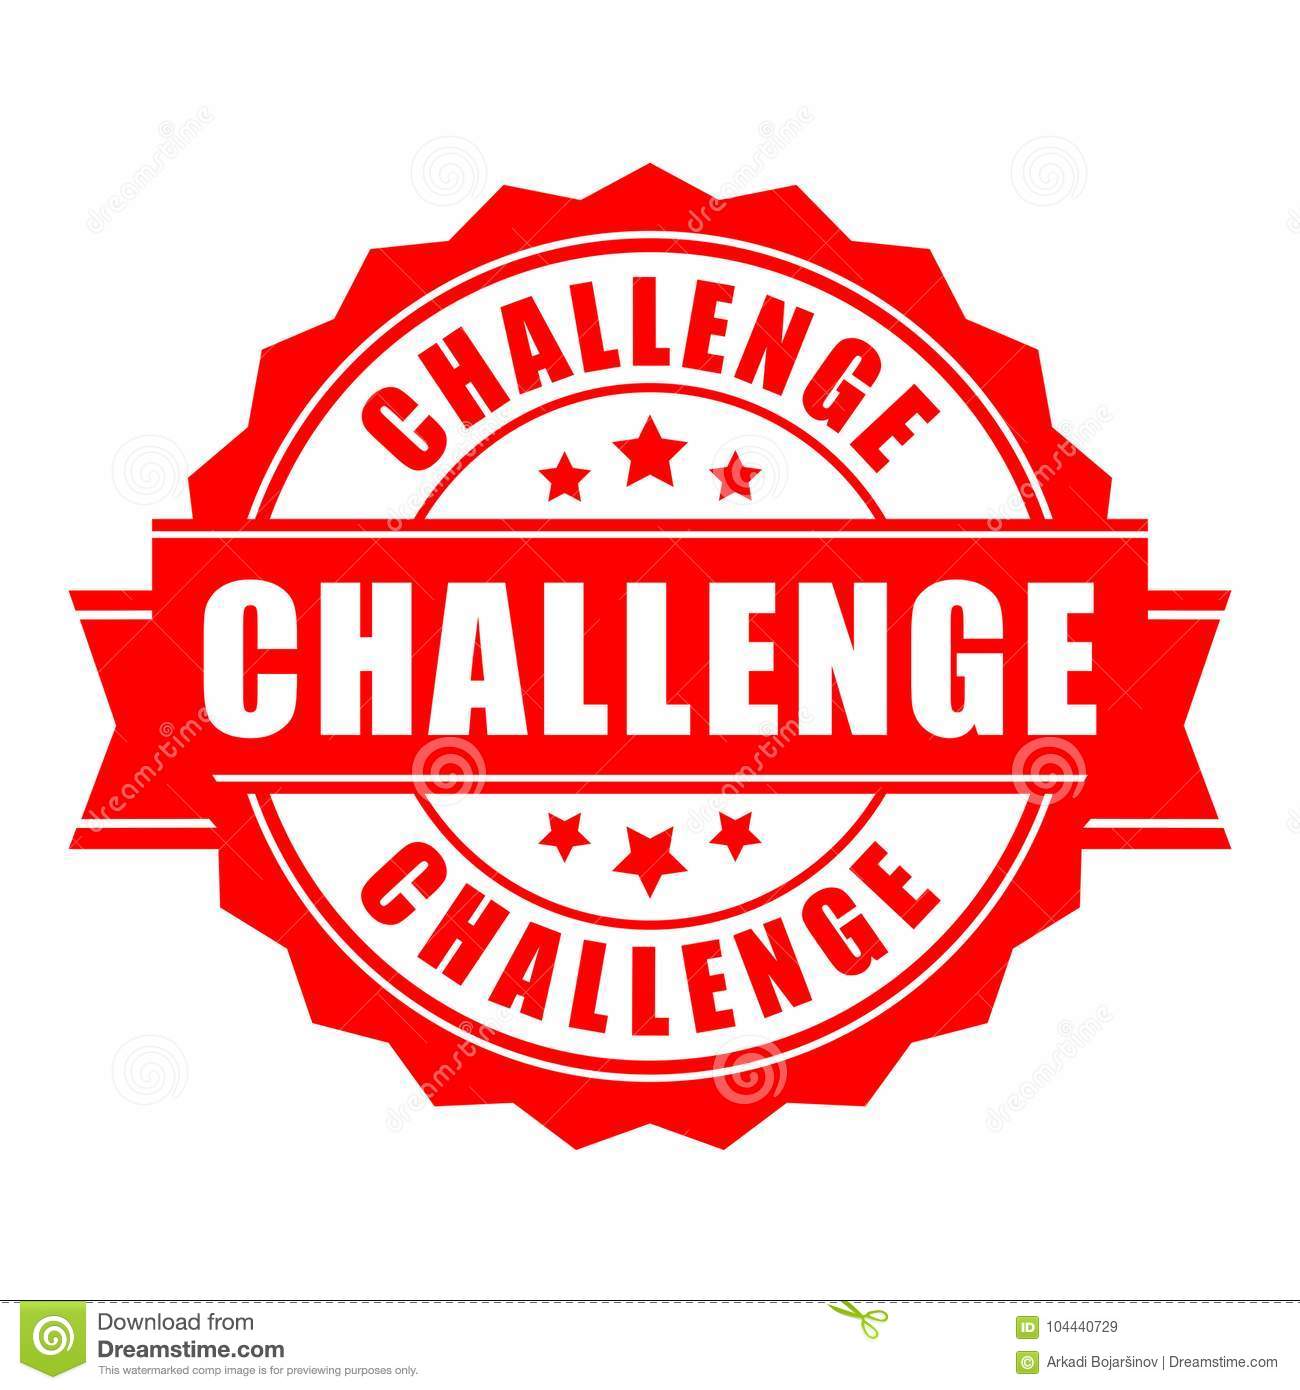 CHALLENGE
CHALLENGE
CHALLENGE
dreamstime
Download from
Dreamstime.com
This watermarked comp image is for previewing purposes only.
ID 104440729
© Arkadi Bojaršinov | Dreamstime.com